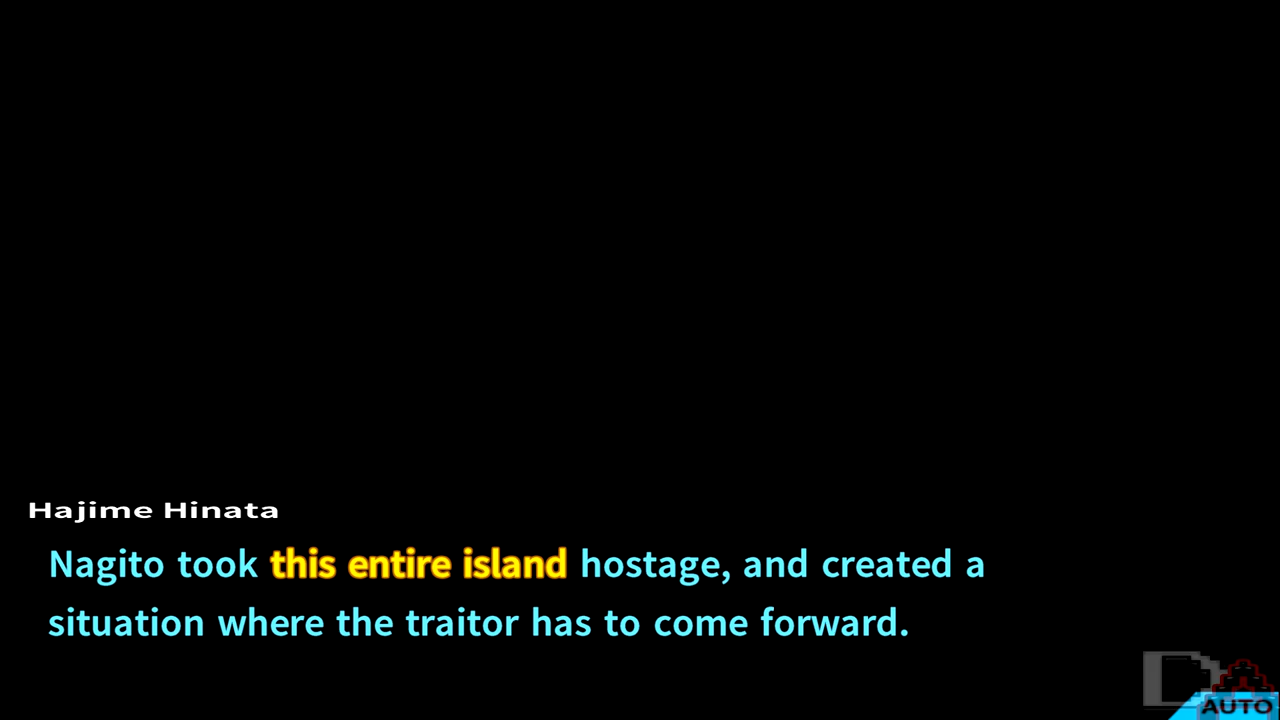 Hajime Hinata
Nagito took this entire island hostage, and created a
situation where the traitor has to come forward.
AUTO